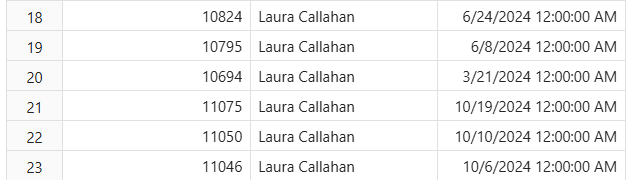 18 10824 Laura Callahan 6/24/2024 12:00:00 AM
19 10795 Laura Callahan 6/8/2024 12:00:00 AM
20 10694 Laura Callahan 3/21/2024 12:00:00 AM
21 11075 Laura Callahan 10/19/2024 12:00:00 AM
22 11050 Laura Callahan 10/10/2024 12:00:00 AM
23 11046 Laura Callahan 10/6/2024 12:00:00 AM